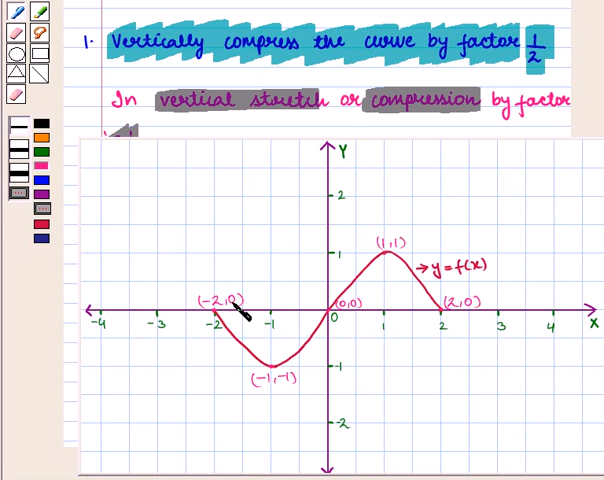 1. Vertically compress the curve by factor 1/2
In vertical stretch or compression by factor
Y
2
(1,1)
1
→ y = f(x)
(-2,0)
(0,0)
(2,0)
-4 -3 -2 -1 0 1 2 3 4 X
-1
(-1,-1)
-2